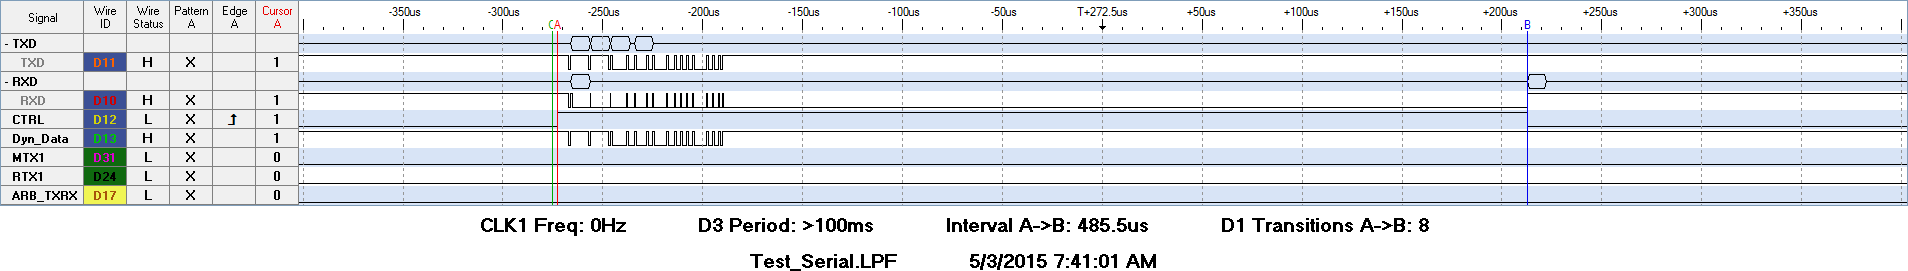 Signal Wire ID Wire Status Pattern A Edge A Cursor A
-350us -300us CA -250us -200us -150us -100us -50us T+272.5us +50us +100us +150us +200us B +250us +300us +350us
- TXD
TXD D11 H X 1
- RXD
RXD D10 H X 1
CTRL D12 L X 1
Dyn_Data D13 H X 1
MTX1 D31 L X 0
RTX1 D24 L X 0
ARB_TXRX D17 L X 0
CLK1 Freq: 0Hz D3 Period: >100ms Interval A->B: 485.5us D1 Transitions A->B: 8
Test_Serial.LPF 5/3/2015 7:41:01 AM